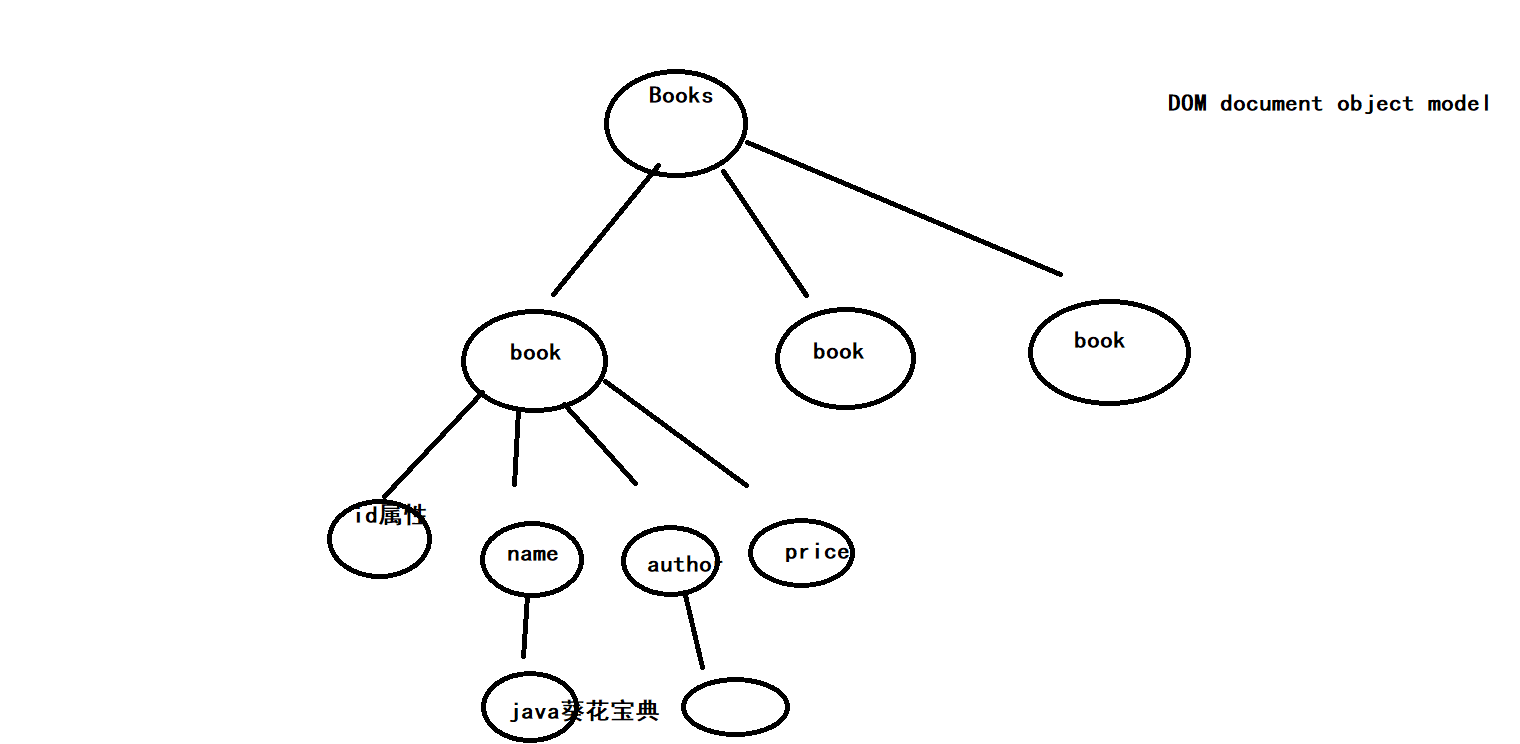 Books
DOM document object model
book
book
book
id属性
name
author
price
java葵花宝典